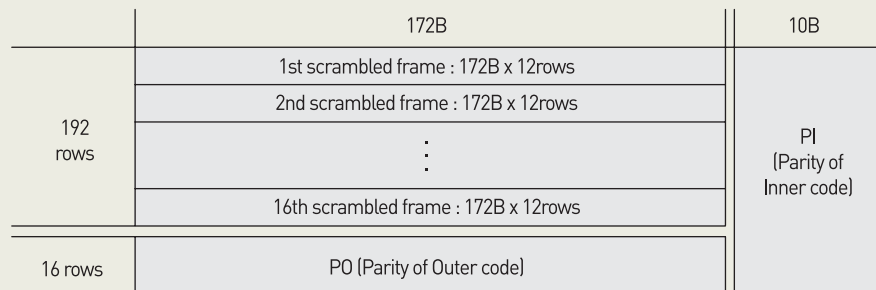 172B
10B
1st scrambled frame : 172B x 12rows
2nd scrambled frame : 172B x 12rows
192
rows
⋮
PI
(Parity of
Inner code)
16th scrambled frame : 172B x 12rows
16 rows
PO (Parity of Outer code)